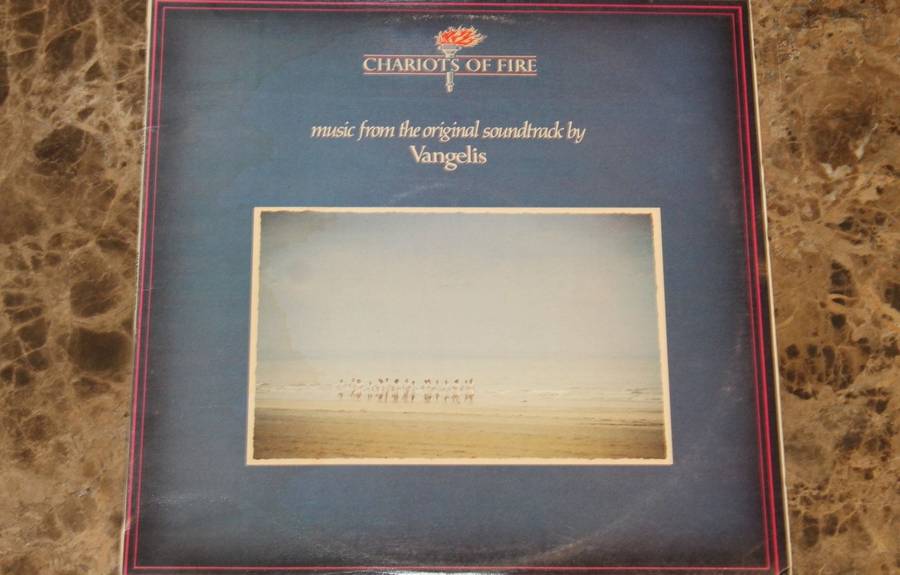 CHARIOTS OF FIRE
music from the original soundtrack by
Vangelis